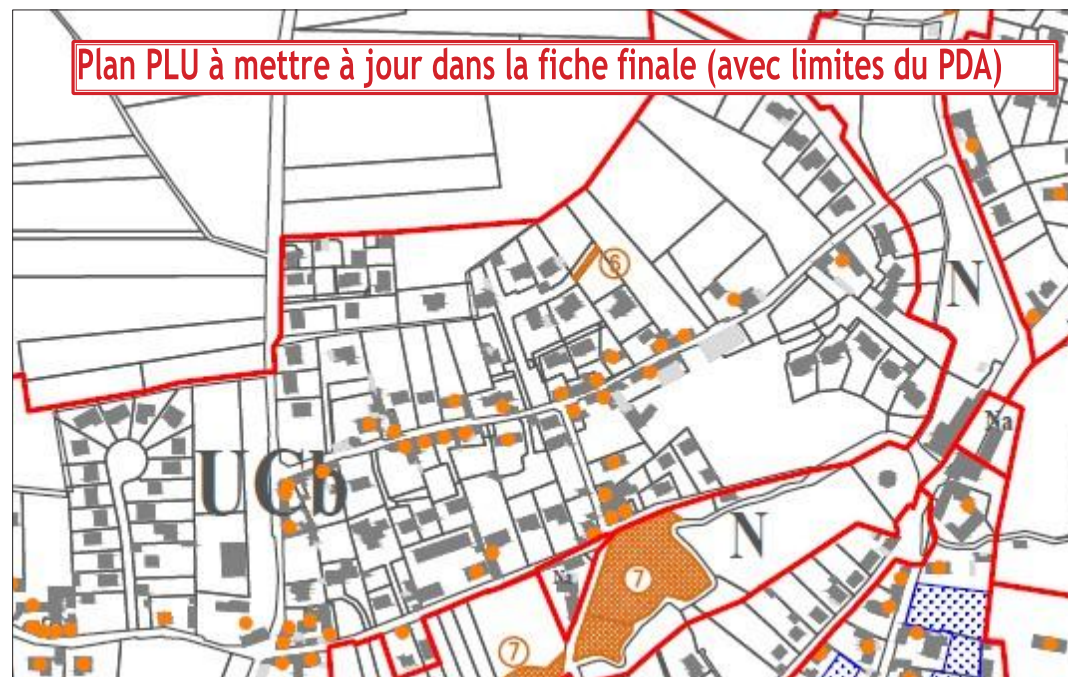 Plan PLU à mettre à jour dans la fiche finale (avec limites du PDA)
6
N
Na
UCb
N
Na
7
7